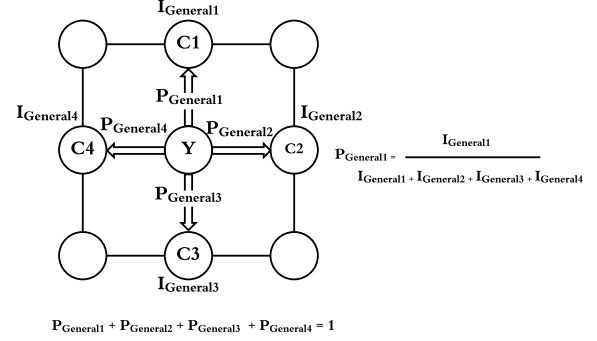 IGeneral1
C1
PGeneral1
IGeneral4 IGeneral2
PGeneral4 PGeneral2
C4 Y C2
PGeneral3
C3
IGeneral3
PGeneral1 = IGeneral1
IGeneral1 + IGeneral2 + IGeneral3 + IGeneral4
PGeneral1 + PGeneral2 + PGeneral3 + PGeneral4 = 1